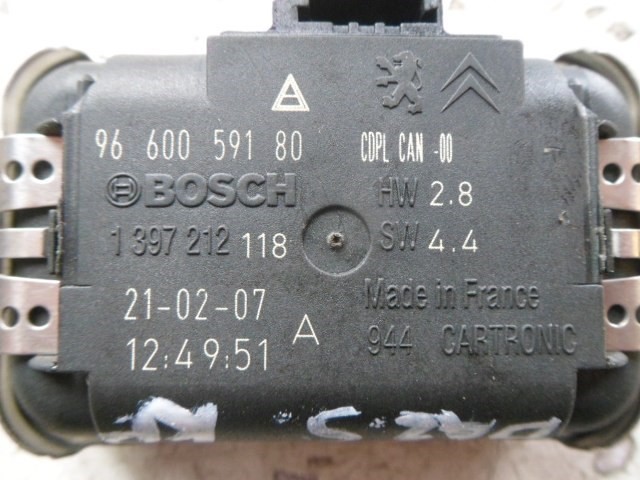 96 600 591 80
CDPL CAN -00
BOSCH
HW 2.8
1 397 212 118
SW 4.4
21-02-07
Made in France
12:49:51
A
944 CARTRONIC